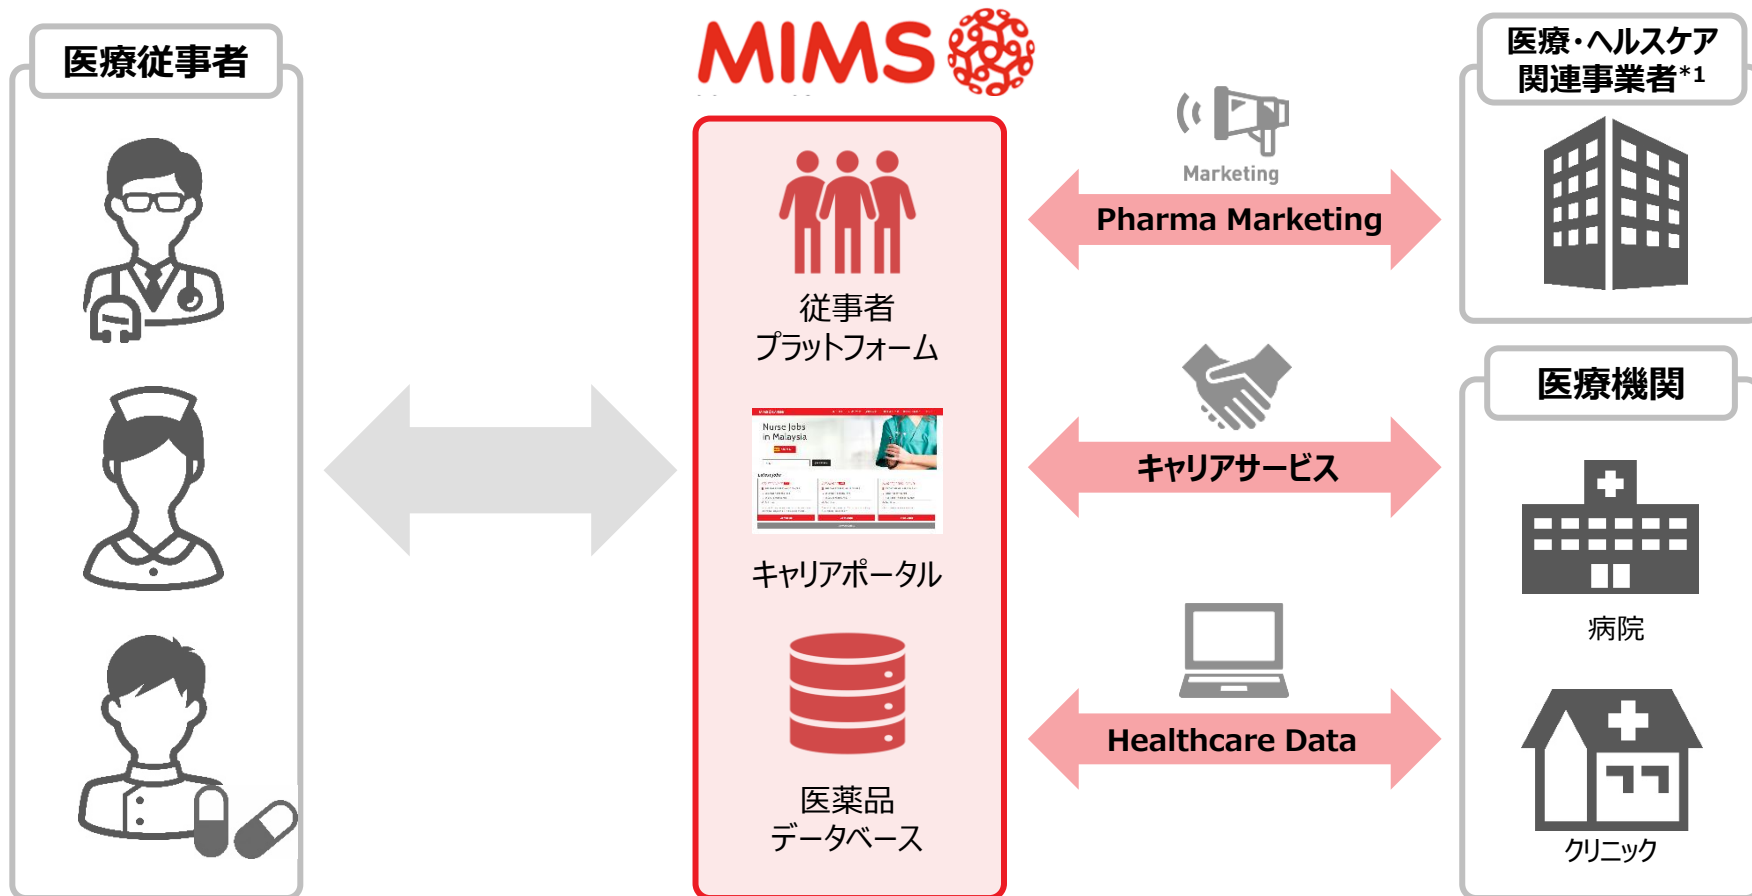 医療従事者
MIMS
従事者
プラットフォーム
Nurse Jobs
in Malaysia
キャリアポータル
医薬品
データベース
Marketing
Pharma Marketing
キャリアサービス
Healthcare Data
医療・ヘルスケア
関連事業者*1
医療機関
病院
クリニック